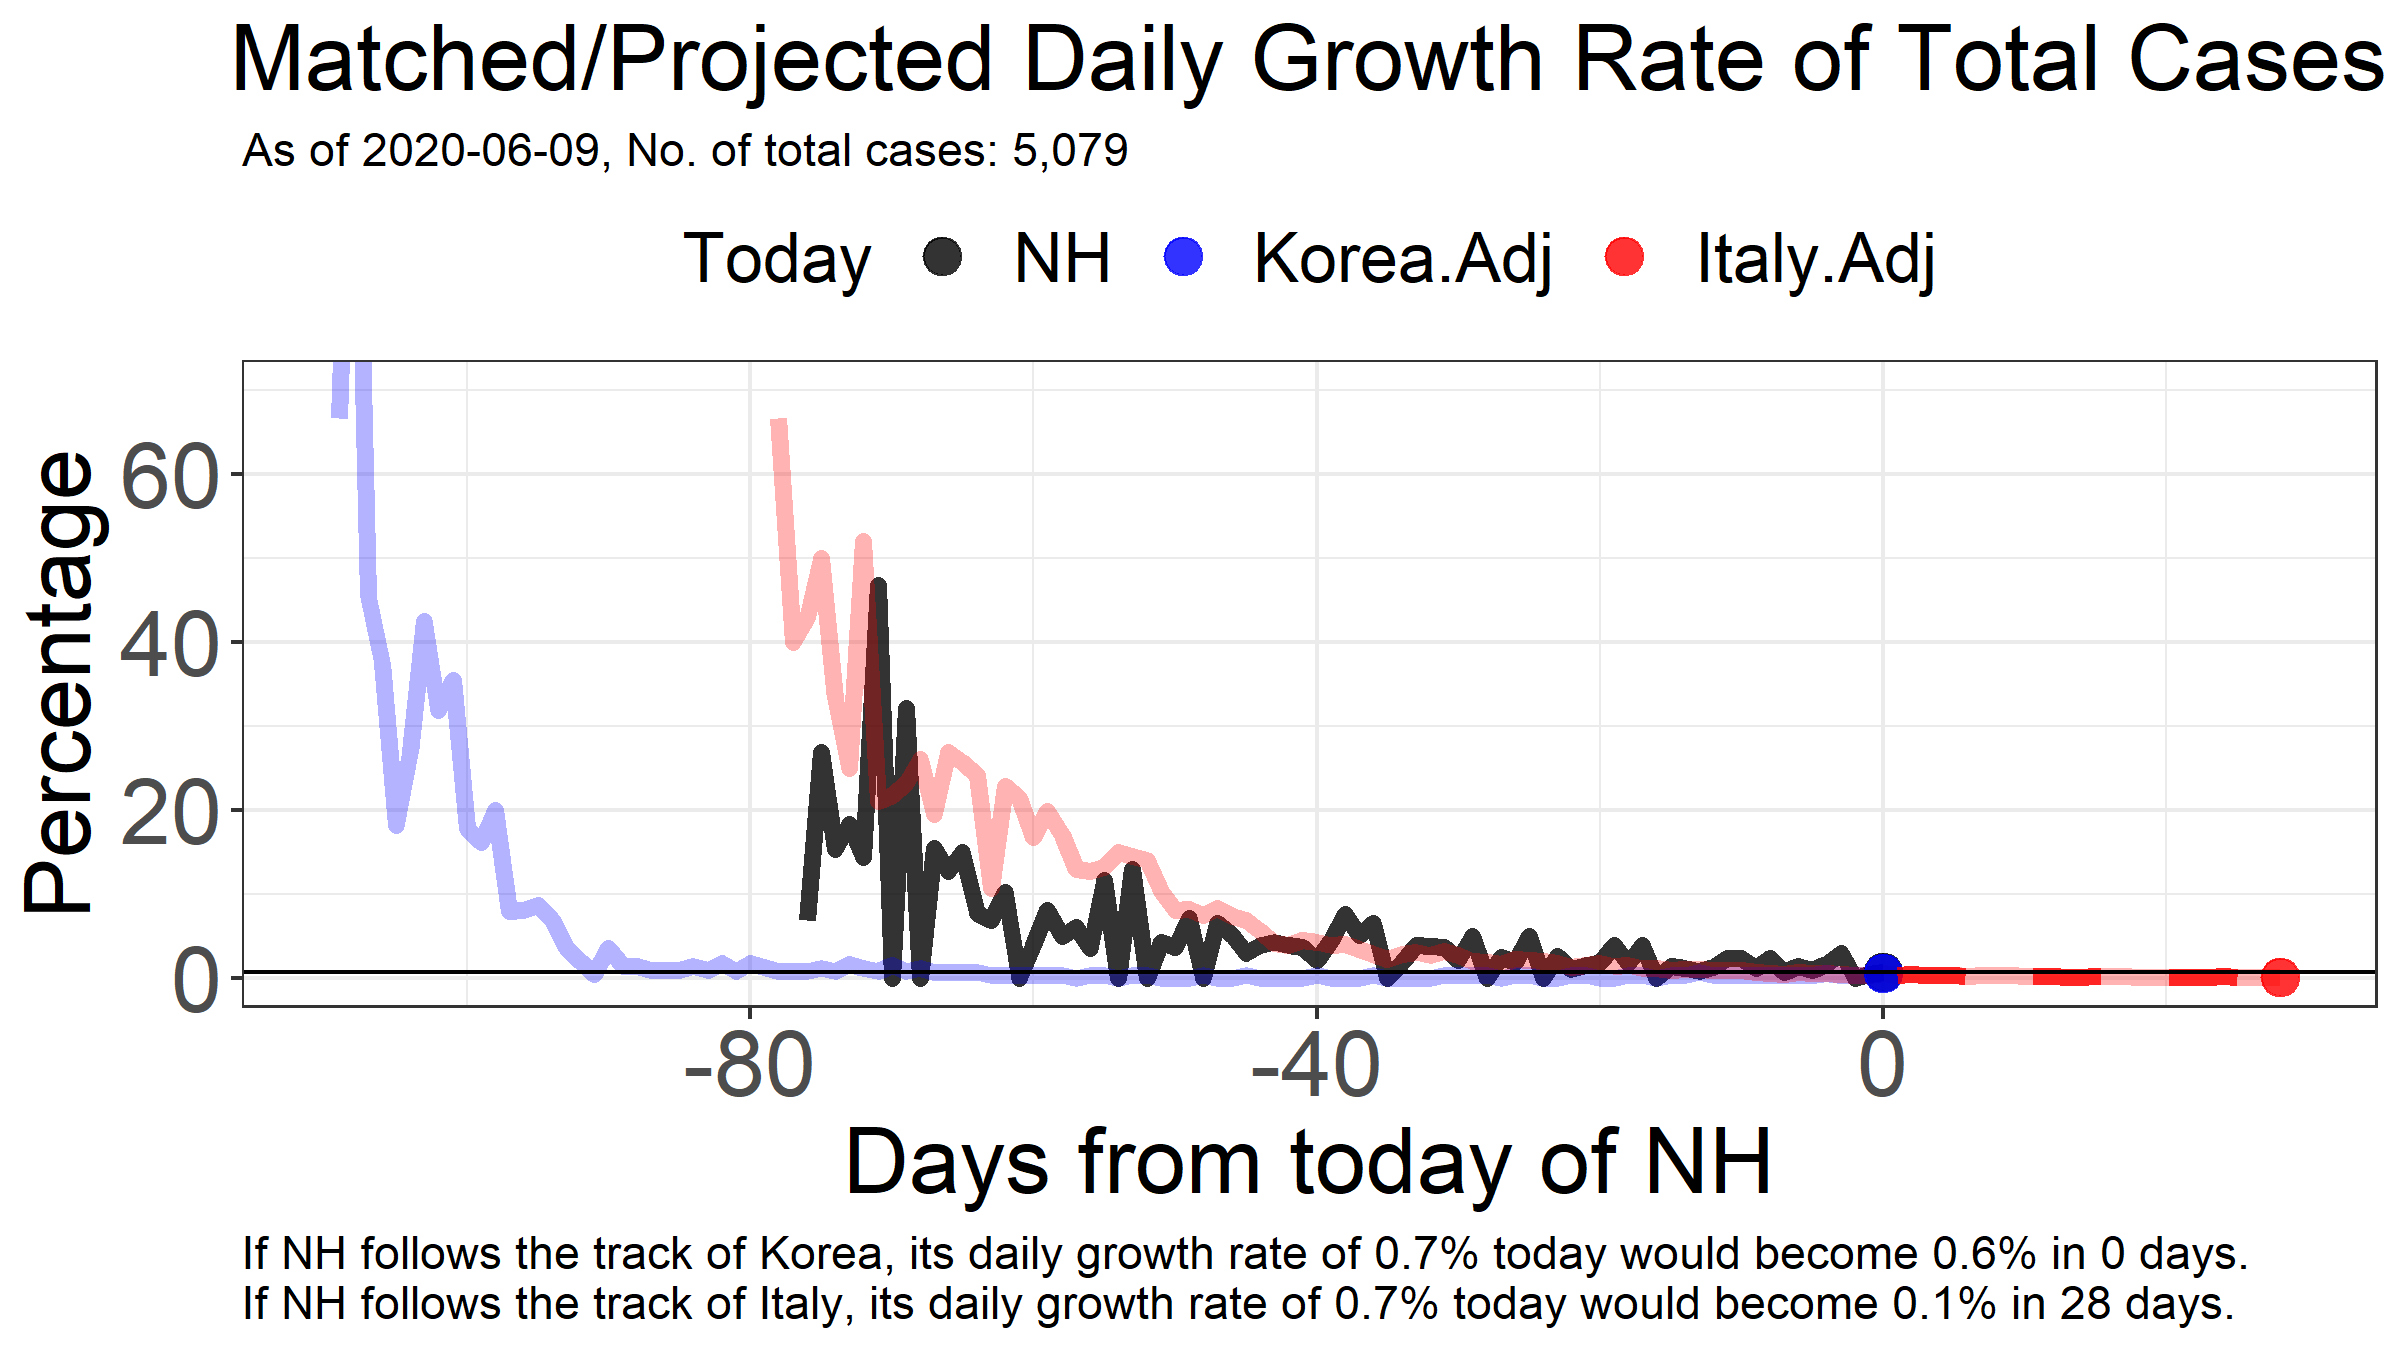 Matched/Projected Daily Growth Rate of Total Cases
As of 2020-06-09, No. of total cases: 5,079
Today NH Korea.Adj Italy.Adj
Percentage
60
40
20
0
-80 -40 0
Days from today of NH
If NH follows the track of Korea, its daily growth rate of 0.7% today would become 0.6% in 0 days.
If NH follows the track of Italy, its daily growth rate of 0.7% today would become 0.1% in 28 days.